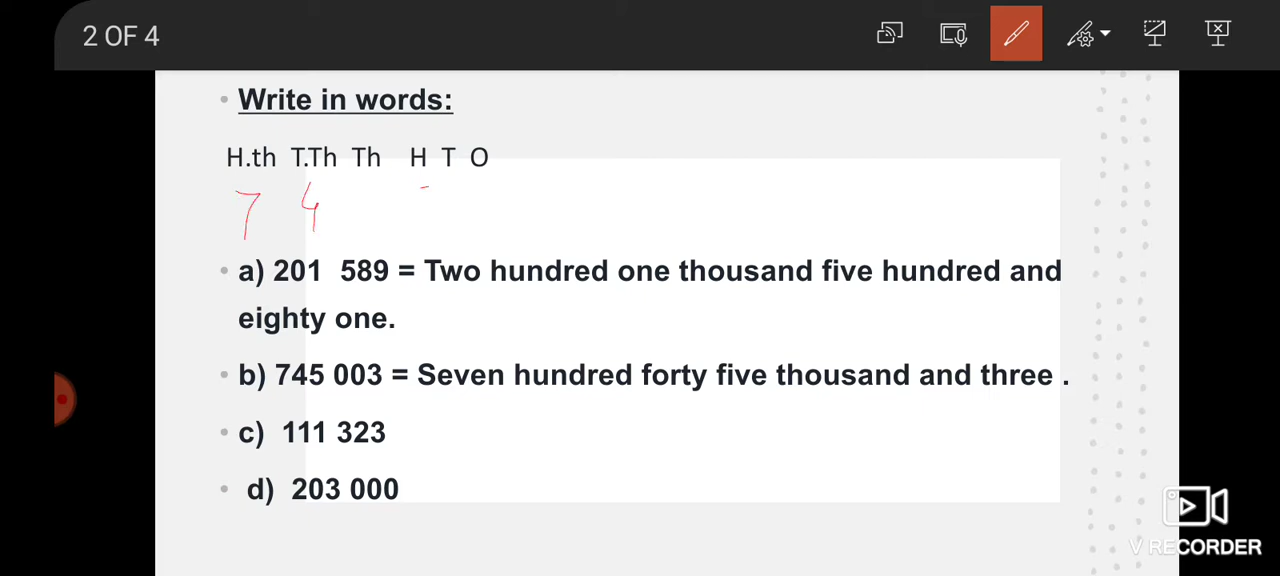 2 OF 4
• Write in words:
H.th T.Th Th H T O
7 4
• a) 201 589 = Two hundred one thousand five hundred and
eighty one.
• b) 745 003 = Seven hundred forty five thousand and three .
• c) 111 323
• d) 203 000
V RECORDER